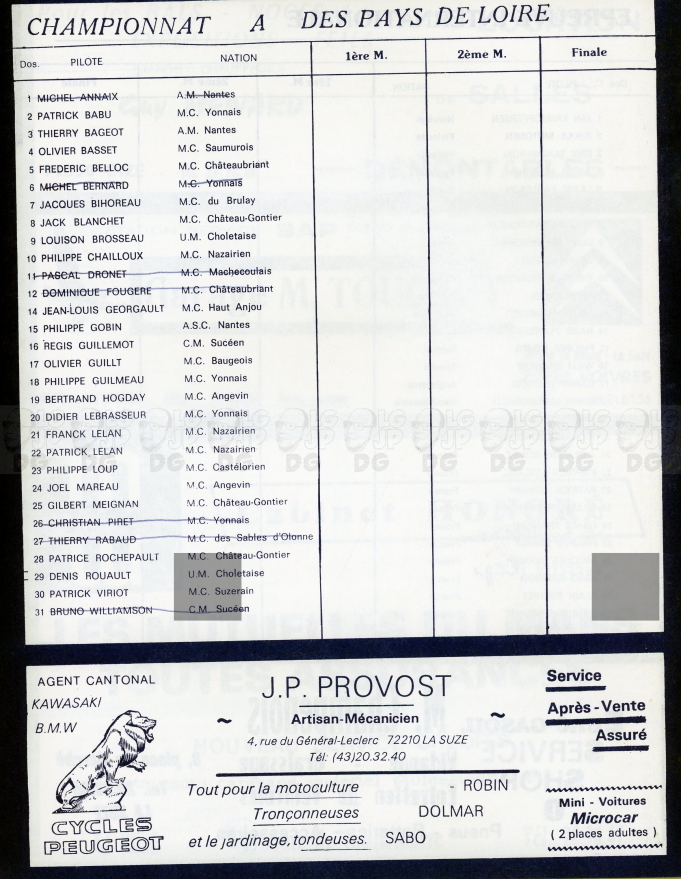 CHAMPIONNAT A DES PAYS DE LOIRE
Dos. PILOTE NATION 1ère M. 2ème M. Finale
1 MICHEL ANNAIX A.M. Nantes
2 PATRICK BABU M.C. Yonnais
3 THIERRY BAGEOT A.M. Nantes
4 OLIVIER BASSET M.C. Saumurois
5 FREDERIC BELLOC M.C. Châteaubriant
6 MICHEL BERNARD M.C. Yonnais
7 JACQUES BIHOREAU M.C. du Brulay
8 JACK BLANCHET M.C. Château-Gontier
9 LOUISON BROSSEAU U.M. Choletaise
10 PHILIPPE CHAILLOUX M.C. Nazairien
11 PASCAL DRONET M.C. Machecoulais
12 DOMINIQUE FOUGERE M.C. Châteaubriant
14 JEAN-LOUIS GEORGAULT M.C. Haut Anjou
15 PHILIPPE GOBIN A.S.C. Nantes
16 REGIS GUILLEMOT C.M. Sucéen
17 OLIVIER GUILLT M.C. Baugeois
18 PHILIPPE GUILMEAU M.C. Yonnais
19 BERTRAND HOGDAY M.C. Angevin
20 DIDIER LEBRASSEUR M.C. Yonnais
21 FRANCK LELAN M.C. Nazairien
22 PATRICK LELAN M.C. Nazairien
23 PHILIPPE LOUP M.C. Castélorien
24 JOEL MAREAU M.C. Angevin
25 GILBERT MEIGNAN M.C. Château-Gontier
26 CHRISTIAN PIRET M.C. Yonnais
27 THIERRY RABAUD M.C. des Sables d'Olonne
28 PATRICE ROCHEPAULT M.C. Château-Gontier
29 DENIS ROUAULT U.M. Choletaise
30 PATRICK VIRIOT M.C. Suzerain
31 BRUNO WILLIAMSON C.M. Sucéen
AGENT CANTONAL
KAWASAKI
B.M.W
CYCLES
PEUGEOT
J.P. PROVOST
~ Artisan-Mécanicien ~
4, rue du Général-Leclerc 72210 LA SUZE
Tél: (43)20.32.40
Tout pour la motoculture - ROBIN
Tronçonneuses DOLMAR
et le jardinage, tondeuses. SABO
Service
Après-Vente
Assuré
Mini - Voitures
Microcar
( 2 places adultes )